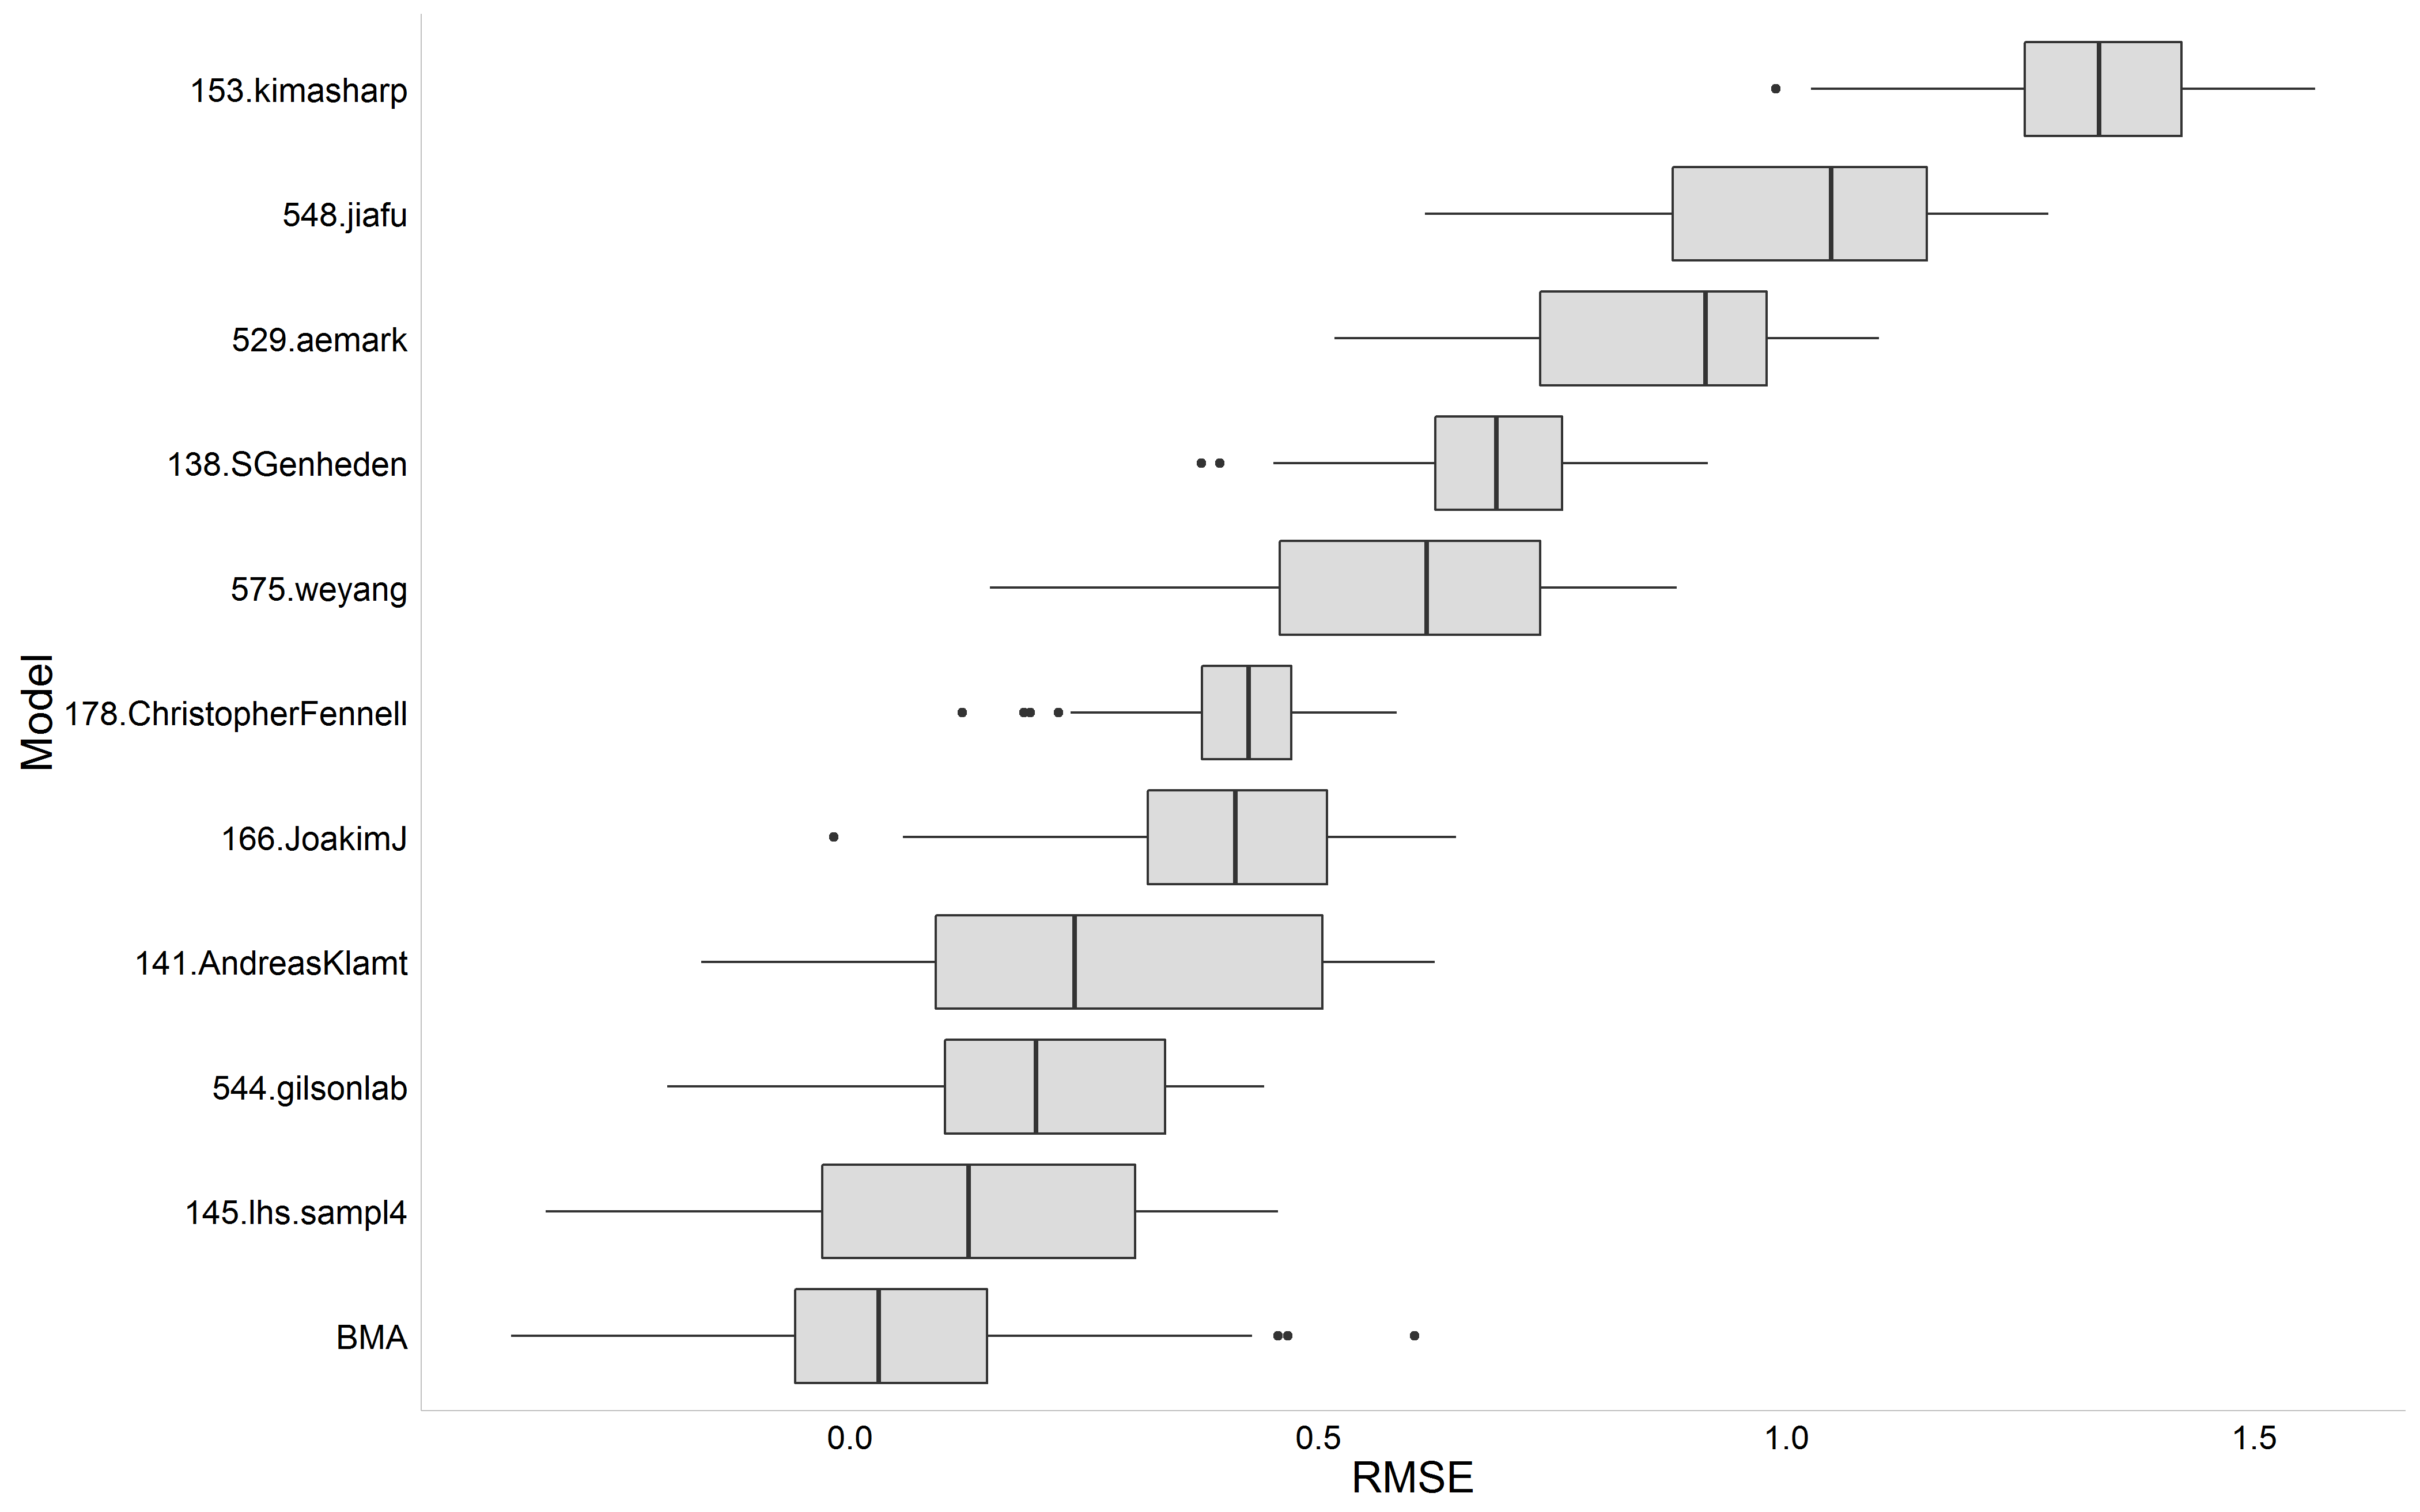 153.kimasharp
548.jiafu
529.aemark
138.SGenheden
575.weyang
178.ChristopherFennell
166.JoakimJ
141.AndreasKlamt
544.gilsonlab
145.lhs.sampl4
BMA
Model
0.0 0.5 1.0 1.5
RMSE